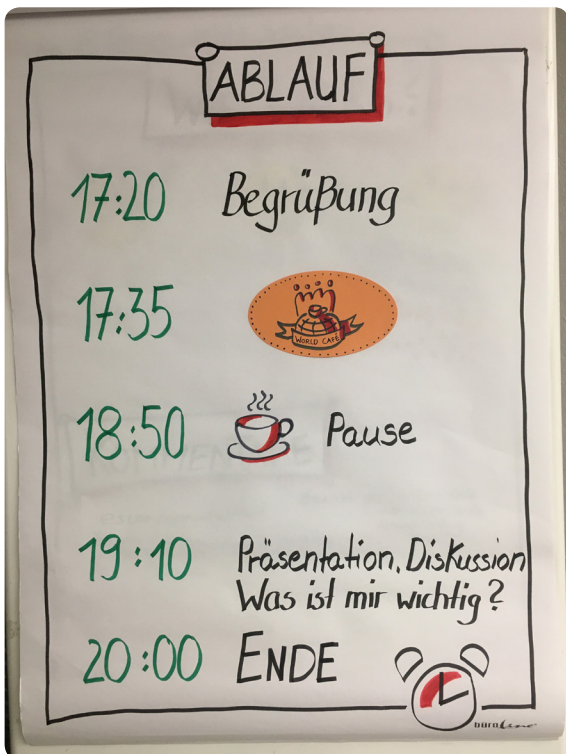 ABLAUF
17:20 Begrüßung
17:35 WORLD CAFÉ
18:50 Pause
19:10 Präsentation, Diskussion
Was ist mir wichtig?
20:00 ENDE